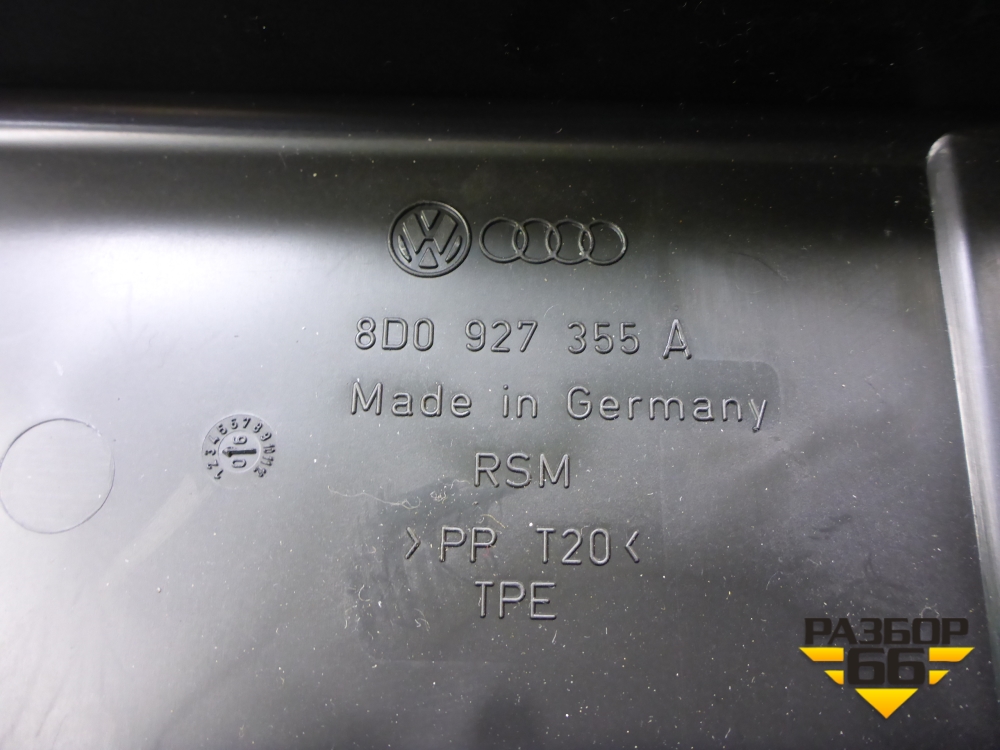 8D0 927 355 A
Made in Germany
RSM
>PP T20<
TPE
РАЗБОР
66